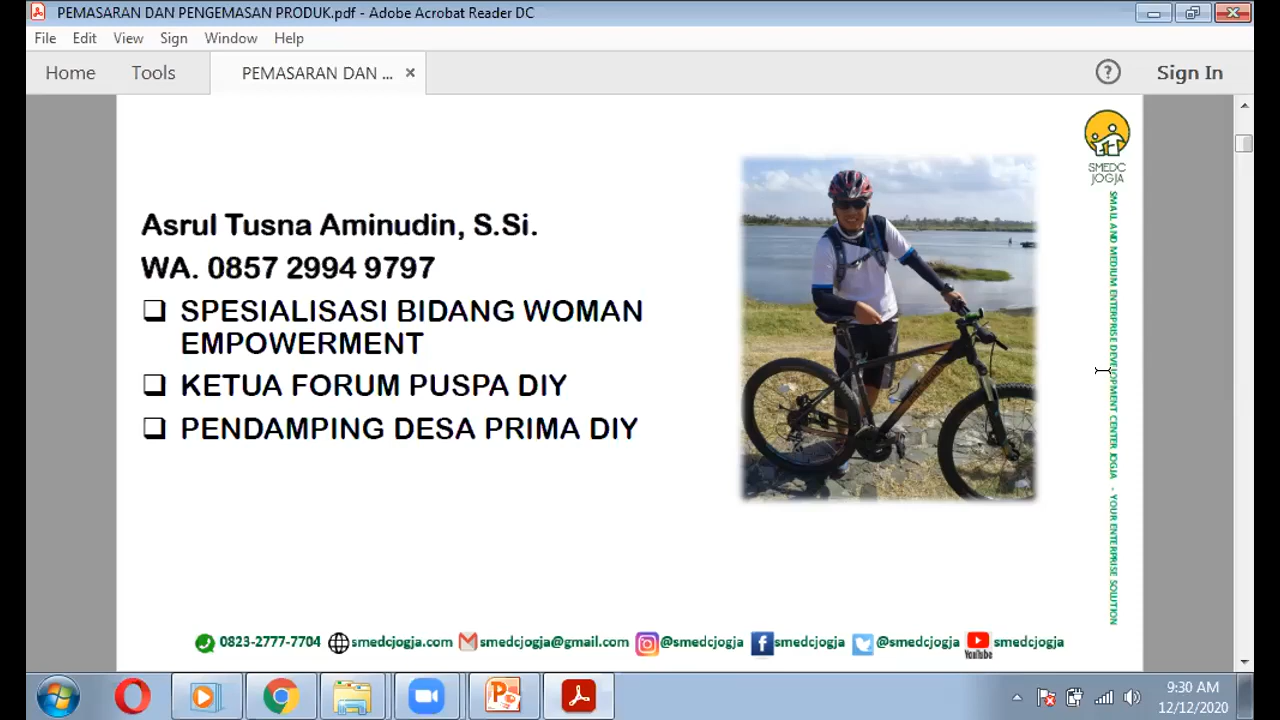 PEMASARAN DAN PENGEMASAN PRODUK.pdf - Adobe Acrobat Reader DC
File Edit View Sign Window Help
Home Tools PEMASARAN DAN ... × ? Sign In
SMEDC
JOGJA
SMALL AND MEDIUM ENTERPRISE DEVELOPMENT CENTER JOGJA - YOUR ENTERPRISE SOLUTION
Asrul Tusna Aminudin, S.Si.
WA. 0857 2994 9797
❑ SPESIALISASI BIDANG WOMAN
EMPOWERMENT
❑ KETUA FORUM PUSPA DIY
❑ PENDAMPING DESA PRIMA DIY
0823-2777-7704 smedcjogja.com smedcjogja@gmail.com @smedcjogja smedcjogja @smedcjogja YouTube smedcjogja
9:30 AM
12/12/2020